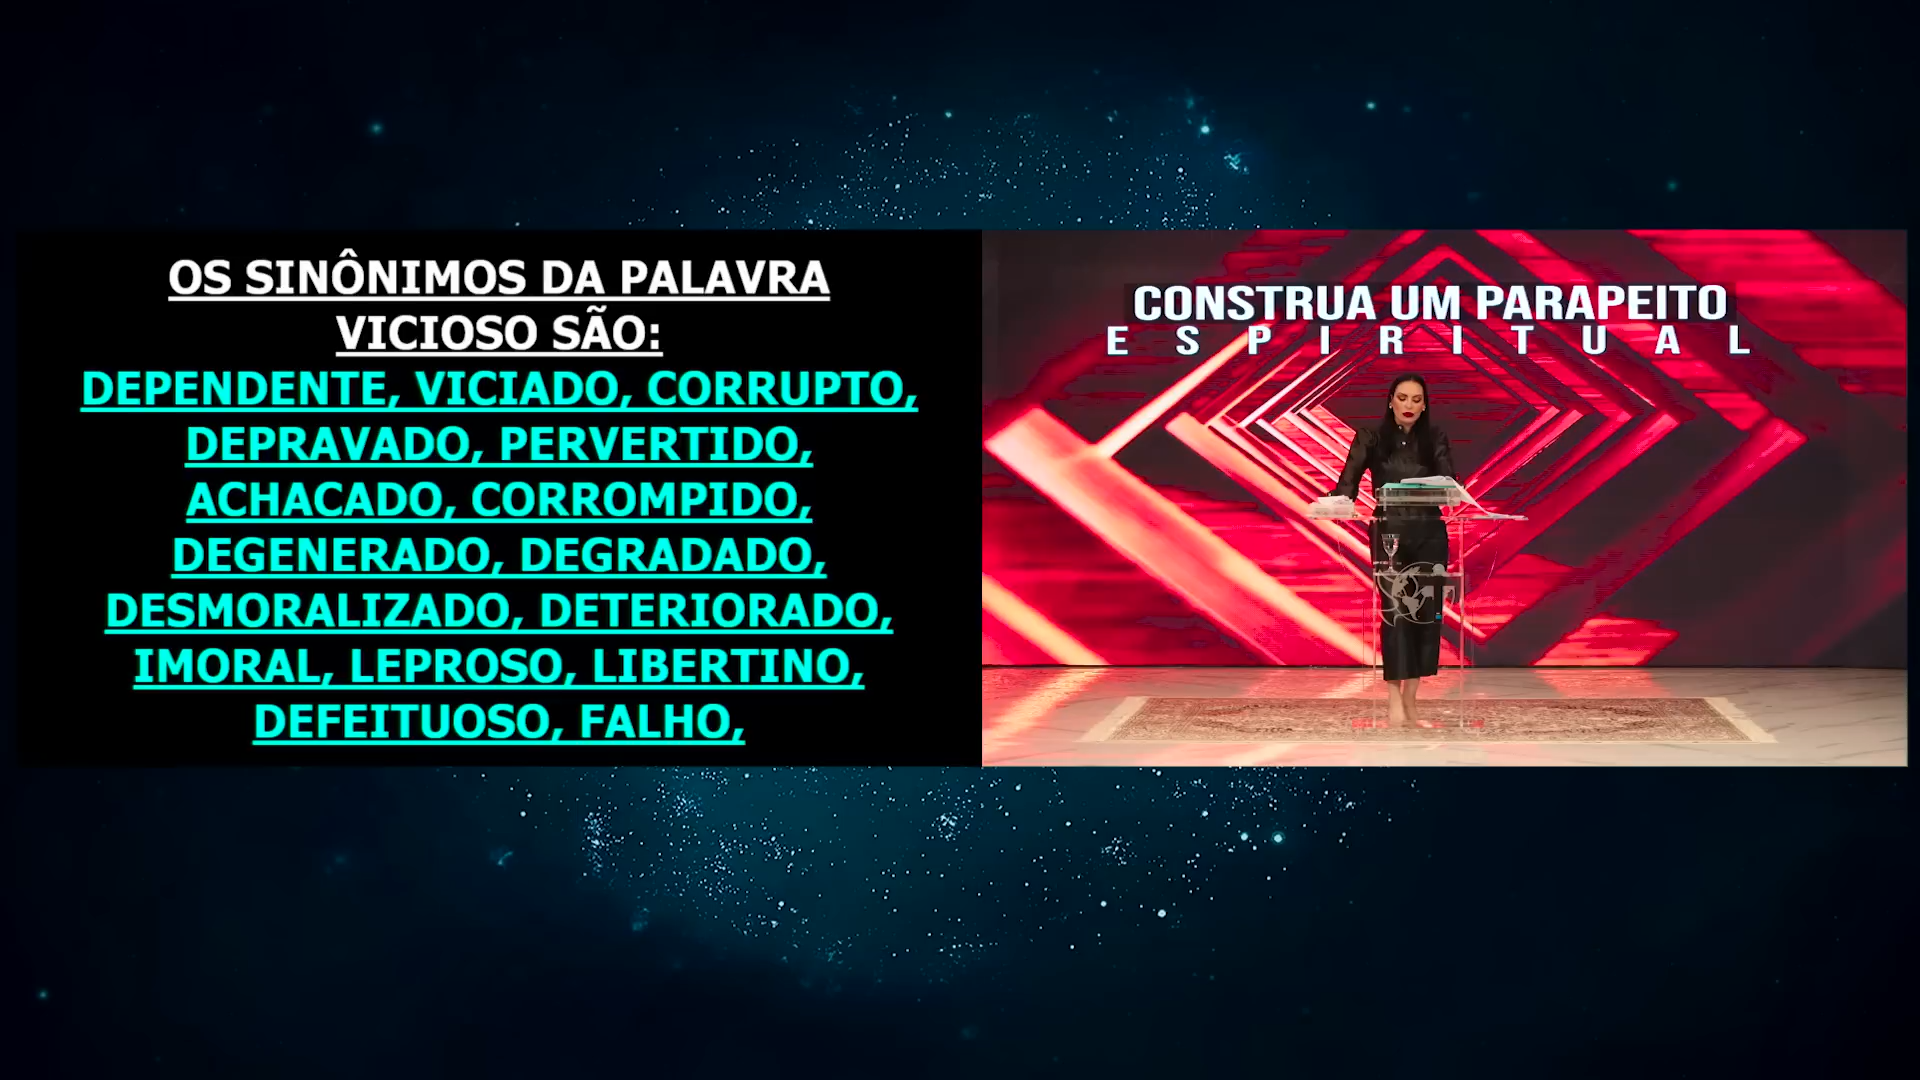 OS SINÔNIMOS DA PALAVRA
VICIOSO SÃO:
DEPENDENTE, VICIADO, CORRUPTO,
DEPRAVADO, PERVERTIDO,
ACHACADO, CORROMPIDO,
DEGENERADO, DEGRADADO,
DESMORALIZADO, DETERIORADO,
IMORAL, LEPROSO, LIBERTINO,
DEFEITUOSO, FALHO,
CONSTRUA UM PARAPEITO
ESPIRITUAL